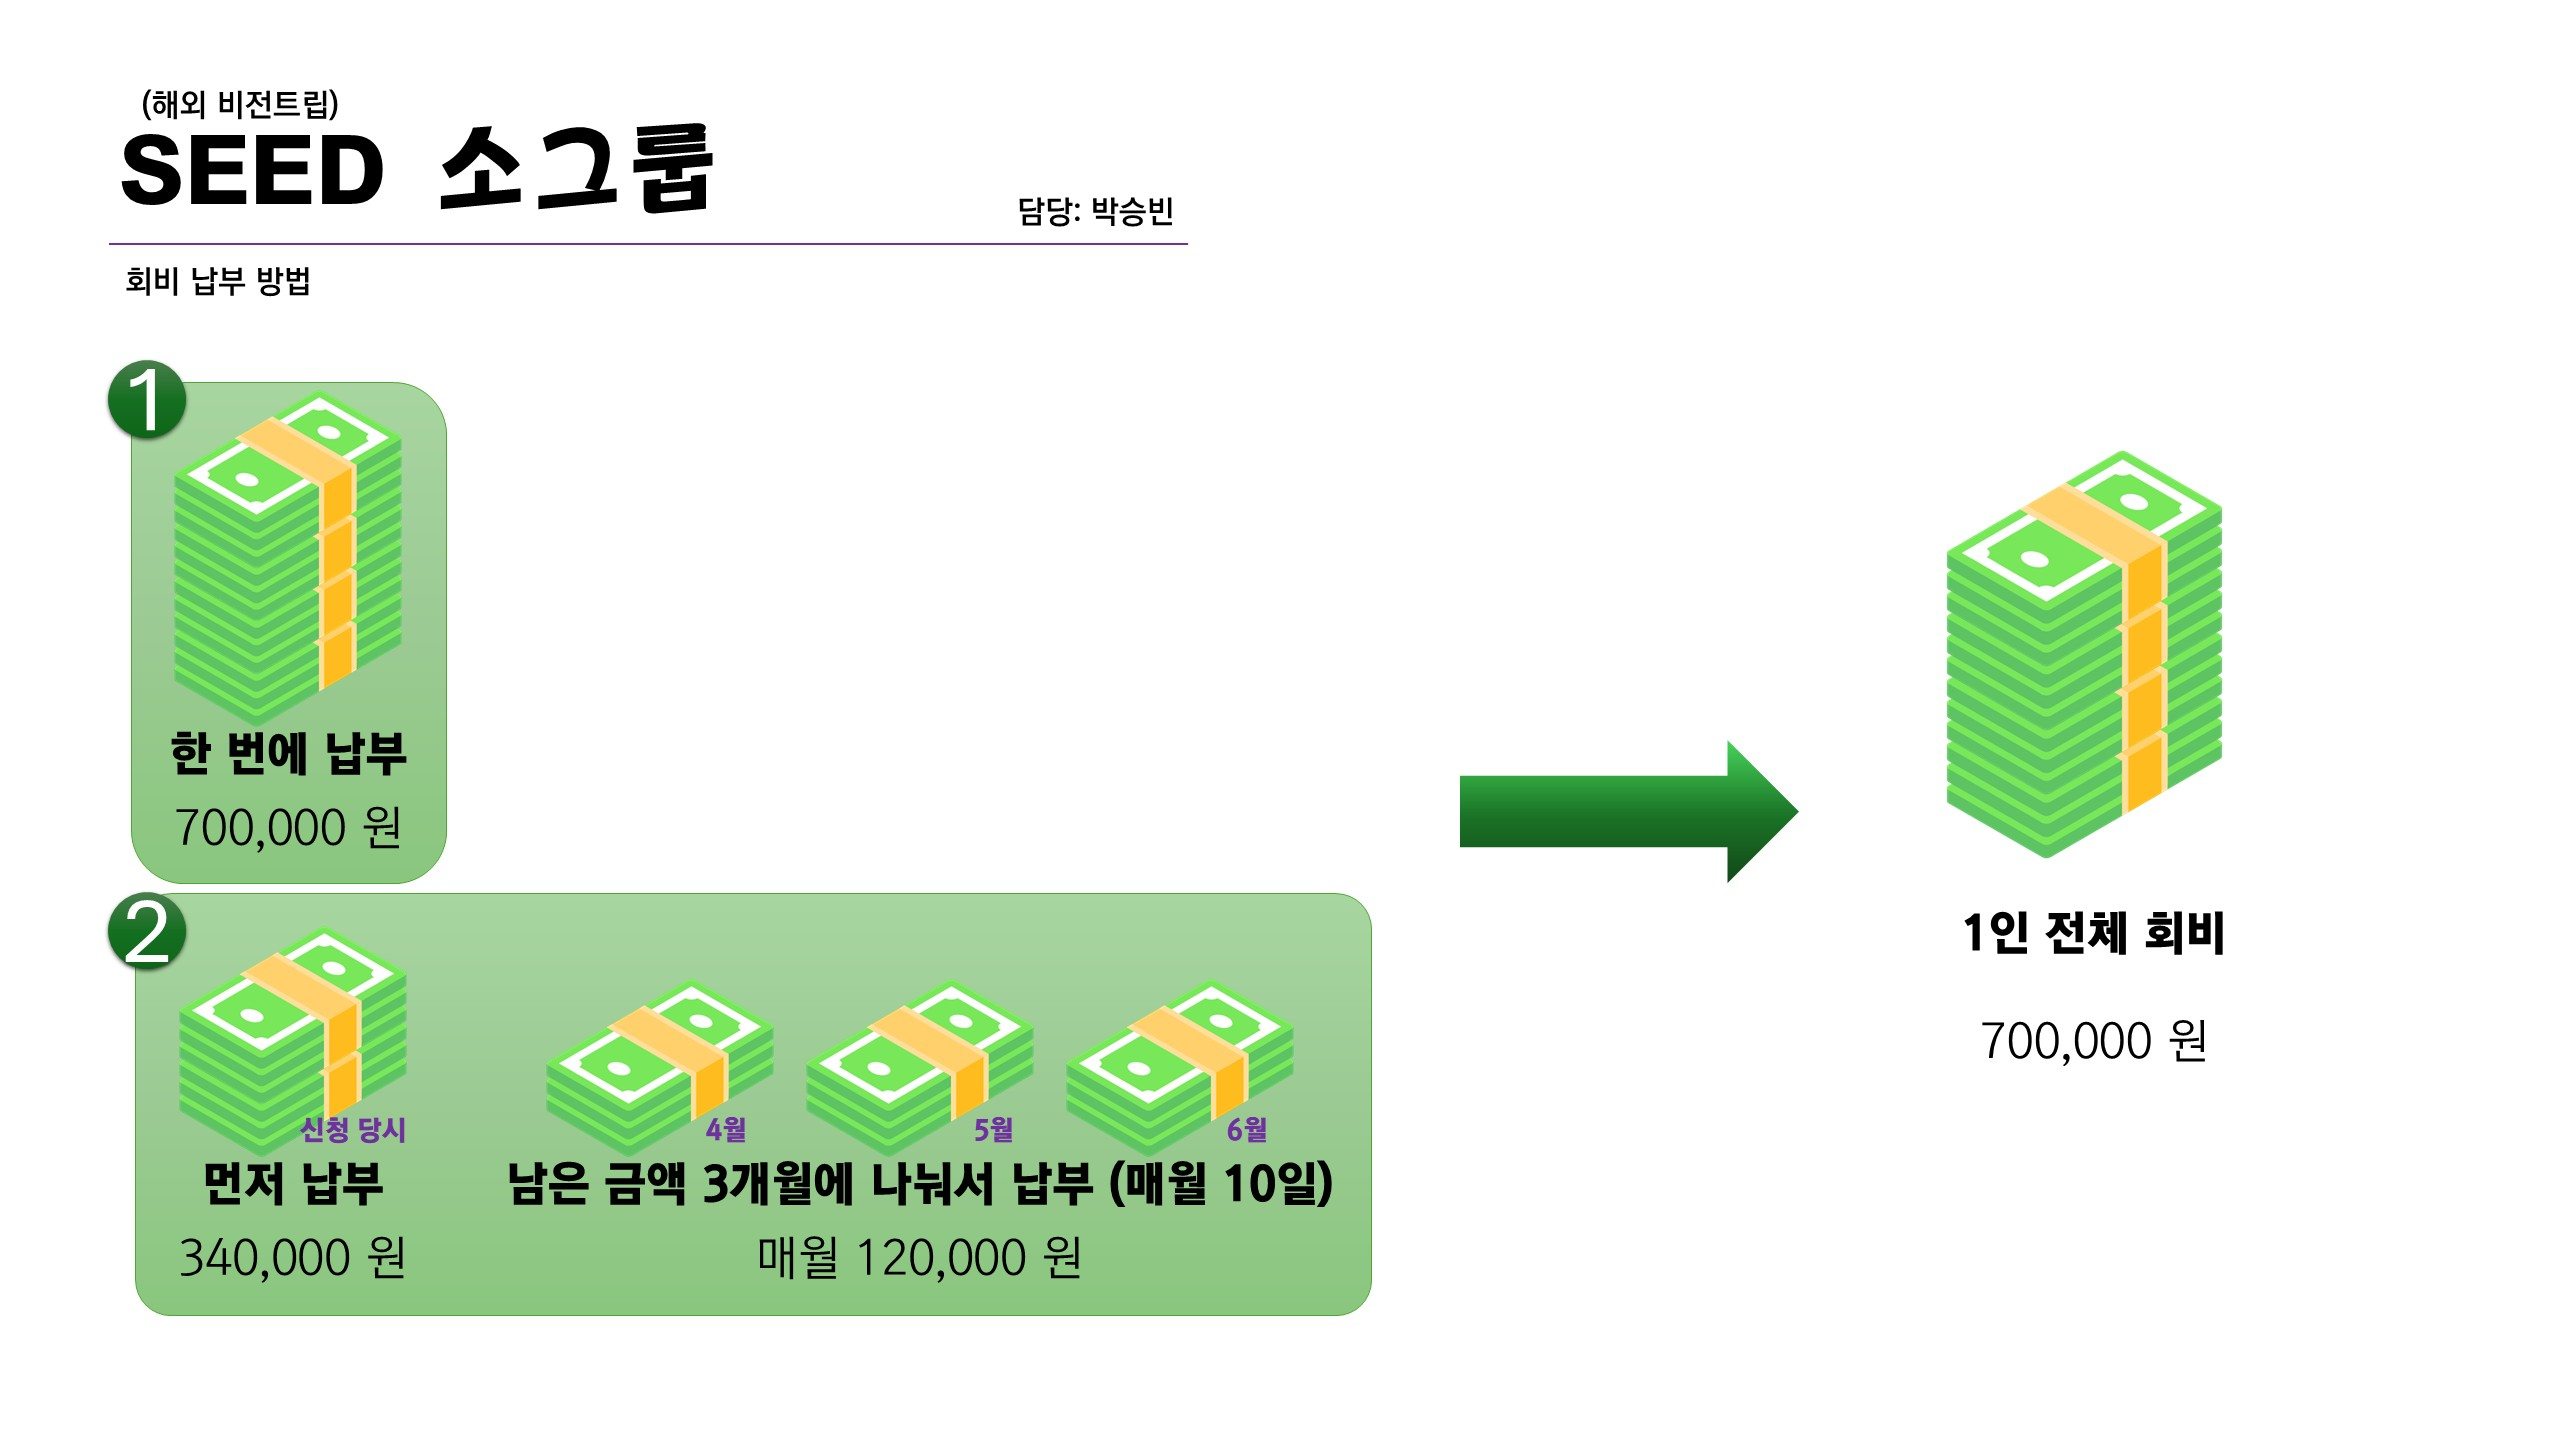 (해외 비전트립)
SEED 소그룹
담당: 박승빈
회비 납부 방법
1
한 번에 납부
700,000 원
2
신청 당시
4월
5월
6월
먼저 납부
남은 금액 3개월에 나눠서 납부 (매월 10일)
340,000 원
매월 120,000 원
1인 전체 회비
700,000 원